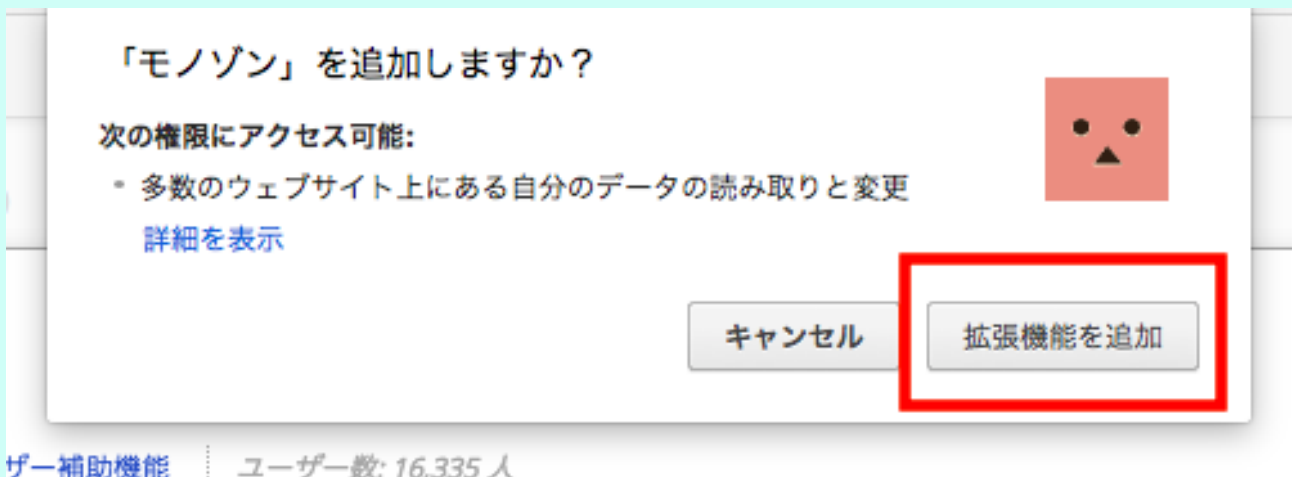 「モノゾン」を追加しますか？
次の権限にアクセス可能:
• 多数のウェブサイト上にある自分のデータの読み取りと変更
詳細を表示
キャンセル
拡張機能を追加
ザー補助機能
ユーザー数: 16,335 人